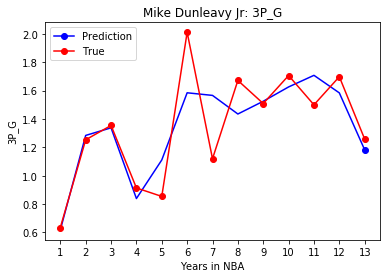 Mike Dunleavy Jr: 3P_G
Prediction
True
2.0
1.8
1.6
1.4
1.2
1.0
0.8
0.6
3P_G
1 2 3 4 5 6 7 8 9 10 11 12 13
Years in NBA